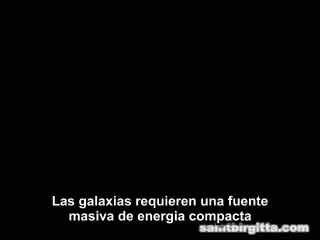 Las galaxias requieren una fuente
masiva de energia compacta
saintbirgitta.com